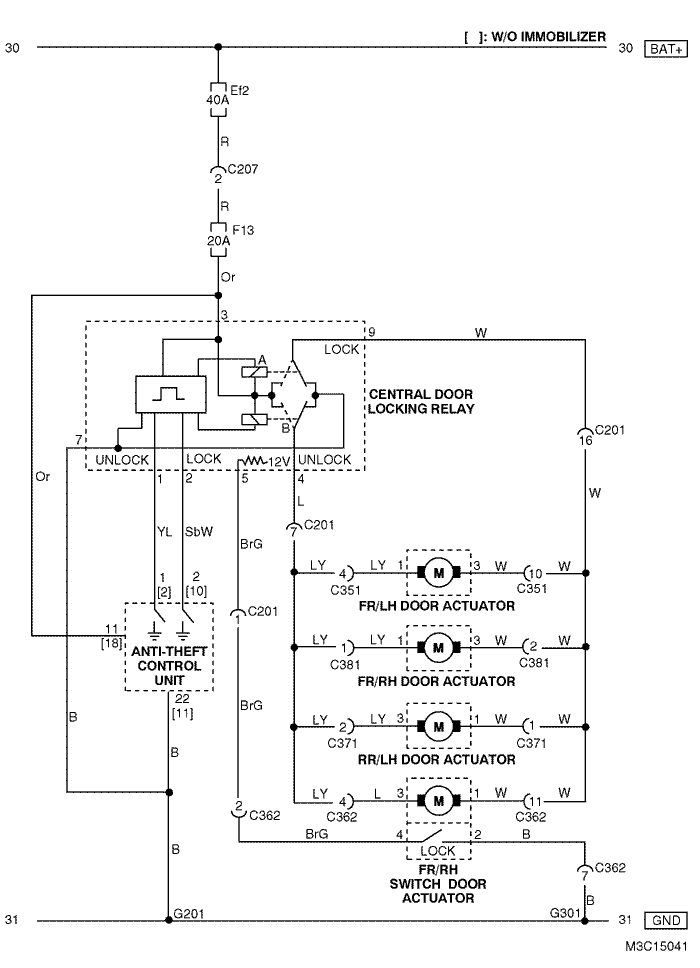 [ ]: W/O IMMOBILIZER
30
30 BAT+
Ef2
40A
R
C207
2
R
F13
20A
Or
3
9
W
LOCK
A
CENTRAL DOOR
LOCKING RELAY
B
7
C201
16
UNLOCK
LOCK
12V
UNLOCK
Or
1
2
5
4
W
L
YL
SbW
BrG
7
C201
LY
4
LY
1
M
3
W
10
W
C351
C351
FR/LH DOOR ACTUATOR
1
[2]
2
[10]
C201
1
11
[18]
ANTI-THEFT
CONTROL
UNIT
LY
1
LY
1
M
3
W
2
W
C381
C381
FR/RH DOOR ACTUATOR
22
[11]
B
BrG
LY
2
LY
3
M
1
W
1
W
C371
C371
RR/LH DOOR ACTUATOR
B
LY
4
L
3
M
1
W
11
W
C362
C362
2
C362
BrG
4
2
B
LOCK
FR/RH
SWITCH DOOR
ACTUATOR
B
C362
7
B
31
G201
G301
31 GND
M3C15041